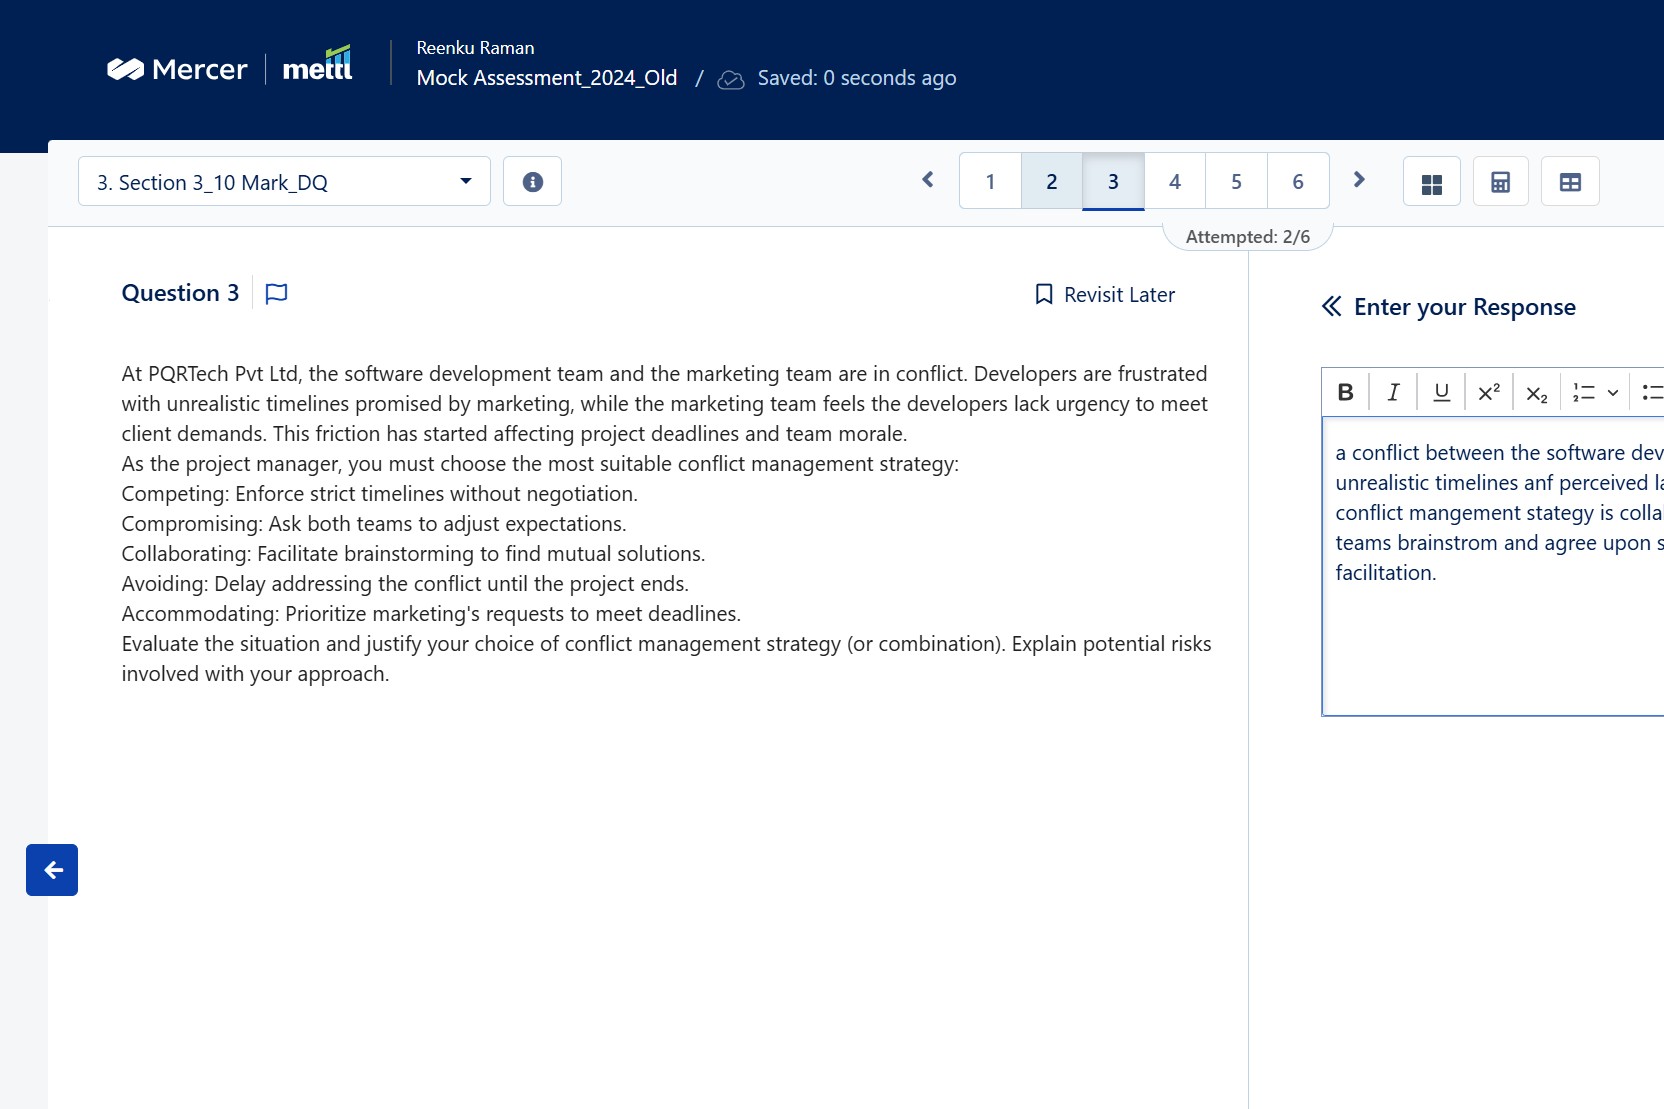 Mercer | mettl
Reenku Raman
Mock Assessment_2024_Old / Saved: 0 seconds ago
3. Section 3_10 Mark_DQ
1 2 3 4 5 6
Attempted: 2/6
Question 3
Revisit Later
At PQRTech Pvt Ltd, the software development team and the marketing team are in conflict. Developers are frustrated
with unrealistic timelines promised by marketing, while the marketing team feels the developers lack urgency to meet
client demands. This friction has started affecting project deadlines and team morale.
As the project manager, you must choose the most suitable conflict management strategy:
Competing: Enforce strict timelines without negotiation.
Compromising: Ask both teams to adjust expectations.
Collaborating: Facilitate brainstorming to find mutual solutions.
Avoiding: Delay addressing the conflict until the project ends.
Accommodating: Prioritize marketing's requests to meet deadlines.
Evaluate the situation and justify your choice of conflict management strategy (or combination). Explain potential risks
involved with your approach.
Enter your Response
B I U X² X₂
a conflict between the software dev
unrealistic timelines anf perceived la
conflict mangement stategy is colla
teams brainstrom and agree upon s
facilitation.